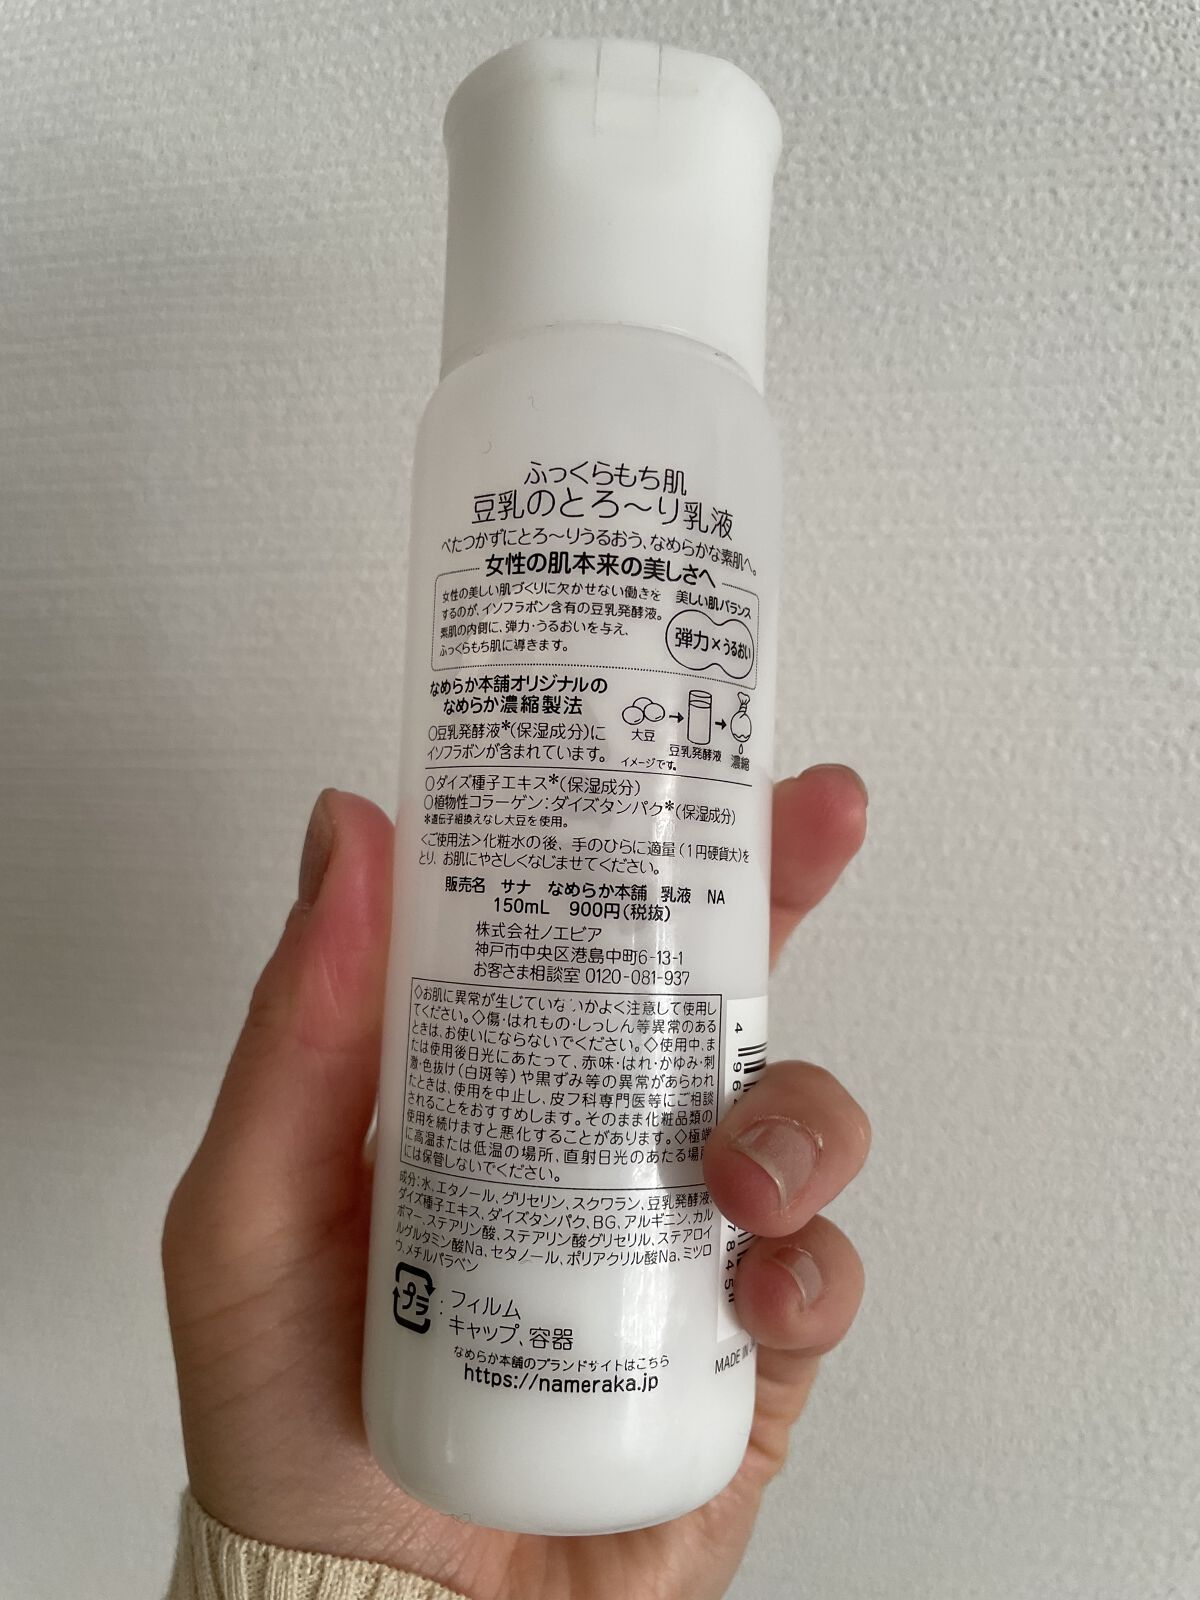 ふっくらもち肌
豆乳のとろ〜り乳液
べたつかずにとろ〜りうるおう、なめらかな素肌へ。
女性の肌本来の美しさへ
女性の美しい肌づくりに欠かせない働きを
するのが、イソフラボン含有の豆乳発酵液。
素肌の内側に、弾力・うるおいを与え、
ふっくらもち肌に導きます。
美しい肌バランス
弾力×うるおい
なめらか本舗オリジナルの
なめらか濃縮製法
○豆乳発酵液*(保湿成分)に
イソフラボンが含まれています。
大豆
豆乳発酵液
濃縮
イメージです。
○ダイズ種子エキス*(保湿成分)
○植物性コラーゲン:ダイズタンパク*(保湿成分)
*遺伝子組換えなし大豆を使用。
<ご使用法>化粧水の後、手のひらに適量(1円硬貨大)を
とり、お肌にやさしくなじませてください。
販売名 サナ なめらか本舗 乳液 NA
150mL 900円(税抜)
株式会社ノエビア
神戸市中央区港島中町6-13-1
お客さま相談室 0120-081-937
◇お肌に異常が生じていないかよく注意して使用し
てください。◇傷・はれもの・しっしん等異常のある
ときは、お使いにならないでください。◇使用中、ま
たは使用後日光にあたって、赤味・はれ・かゆみ・刺
激・色抜け(白斑等)や黒ずみ等の異常があらわれ
たときは、使用を中止し、皮フ科専門医等にご相談
されることをおすすめします。そのまま化粧品類の
使用を続けますと悪化することがあります。◇極端
に高温または低温の場所、直射日光のあたる場所
には保管しないでください。
成分:水、エタノール、グリセリン、スクワラン、豆乳発酵液、
ダイズ種子エキス、ダイズタンパク、BG、アルギニン、カル
ボマー、ステアリン酸、ステアリン酸グリセリル、ステアロイ
ルグルタミン酸Na、セタノール、ポリアクリル酸Na、ミツロ
ウ、メチルパラベン
プラ:フィルム
キャップ、容器
なめらか本舗のブランドサイトはこちら
https://nameraka.jp
MADE IN
4 96
7845